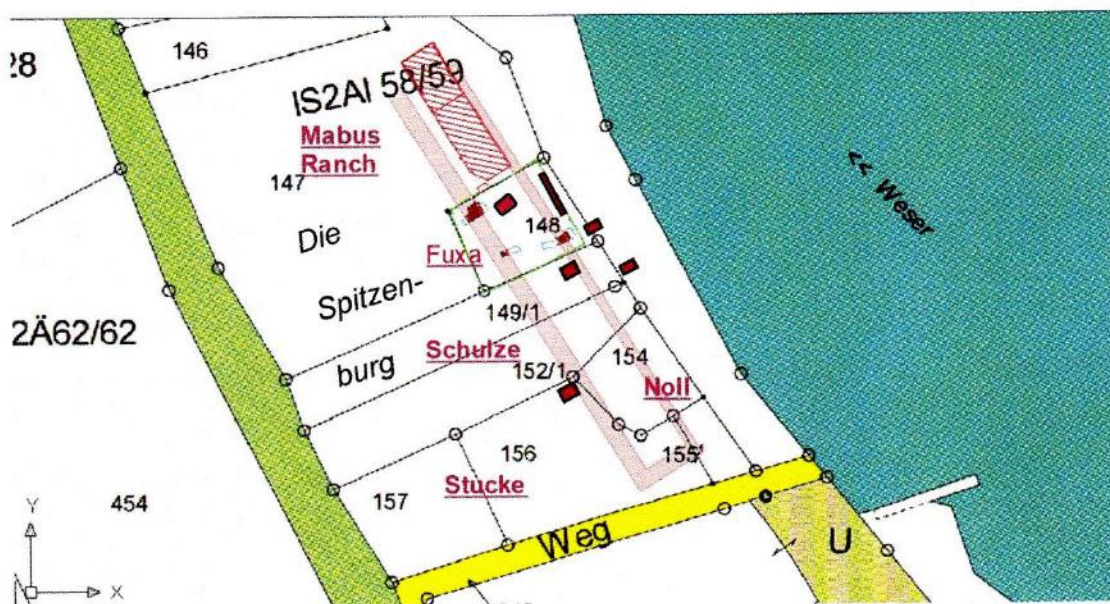 146
28
IS2AI 58/59
Mabus
Ranch
<< Weser
147
148
Die
Fuxa
Spitzen-
149/1
2Ä62/62
Schulze
burg
152/1
154
Noll
156
155
Stücke
157
454
Y
X
Weg
U